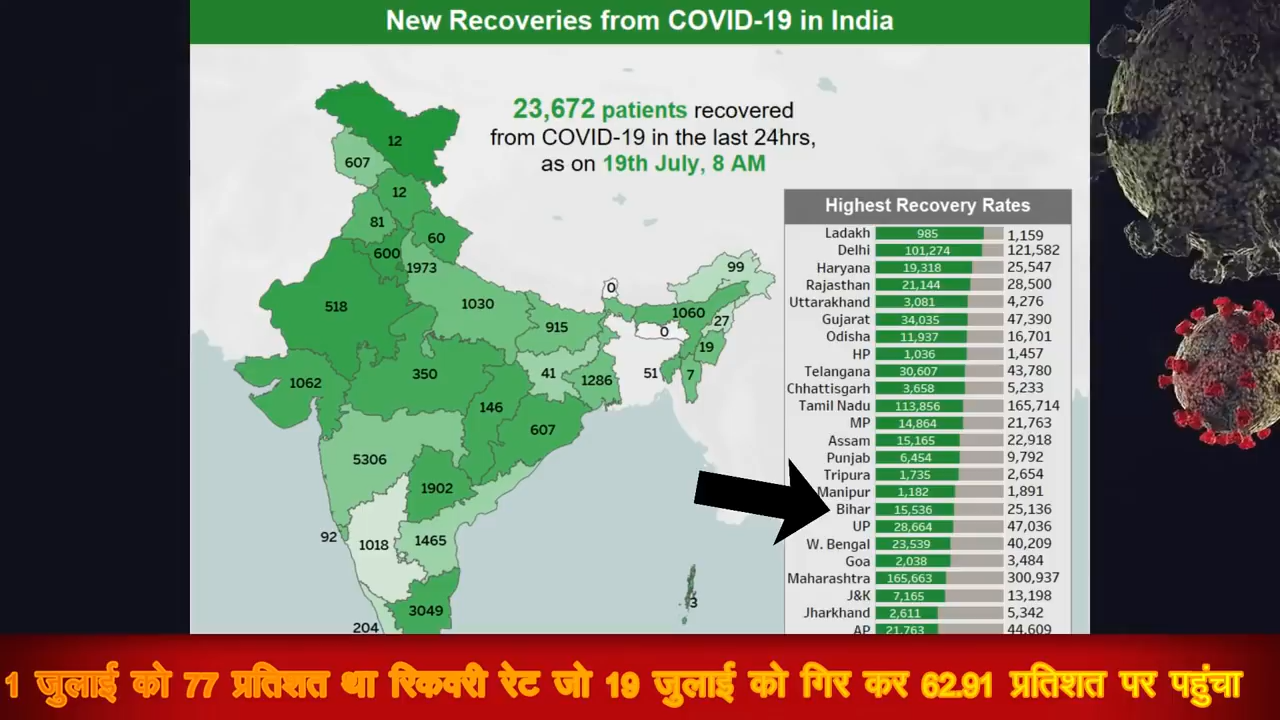 New Recoveries from COVID-19 in India
23,672 patients recovered
from COVID-19 in the last 24hrs,
as on 19th July, 8 AM
12
607
12
81
60
600
1973
518
1030
0
99
1060
0
27
915
19
41
1286
51
7
1062
350
146
607
5306
1902
92
1018
1465
3049
204
3
Highest Recovery Rates
Ladakh 985 1,159
Delhi 101,274 121,582
Haryana 19,318 25,547
Rajasthan 21,144 28,500
Uttarakhand 3,081 4,276
Gujarat 34,035 47,390
Odisha 11,937 16,701
HP 1,036 1,457
Telangana 30,607 43,780
Chhattisgarh 3,658 5,233
Tamil Nadu 113,856 165,714
MP 14,864 21,763
Assam 15,165 22,918
Punjab 6,454 9,792
Tripura 1,735 2,654
Manipur 1,182 1,891
Bihar 15,536 25,136
UP 28,664 47,036
W. Bengal 23,539 40,209
Goa 2,038 3,484
Maharashtra 165,663 300,937
J&K 7,165 13,198
Jharkhand 2,611 5,342
AP 21,763 44,609
1 जुलाई को 77 प्रतिशत था रिकवरी रेट जो 19 जुलाई को गिर कर 62.91 प्रतिशत पर पहुंचा